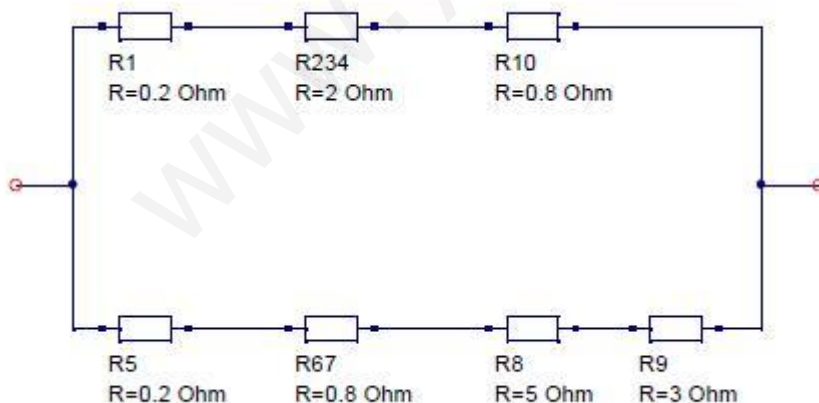 www.
R1 R234 R10
R=0.2 Ohm R=2 Ohm R=0.8 Ohm
R5 R67 R8 R9
R=0.2 Ohm R=0.8 Ohm R=5 Ohm R=3 Ohm